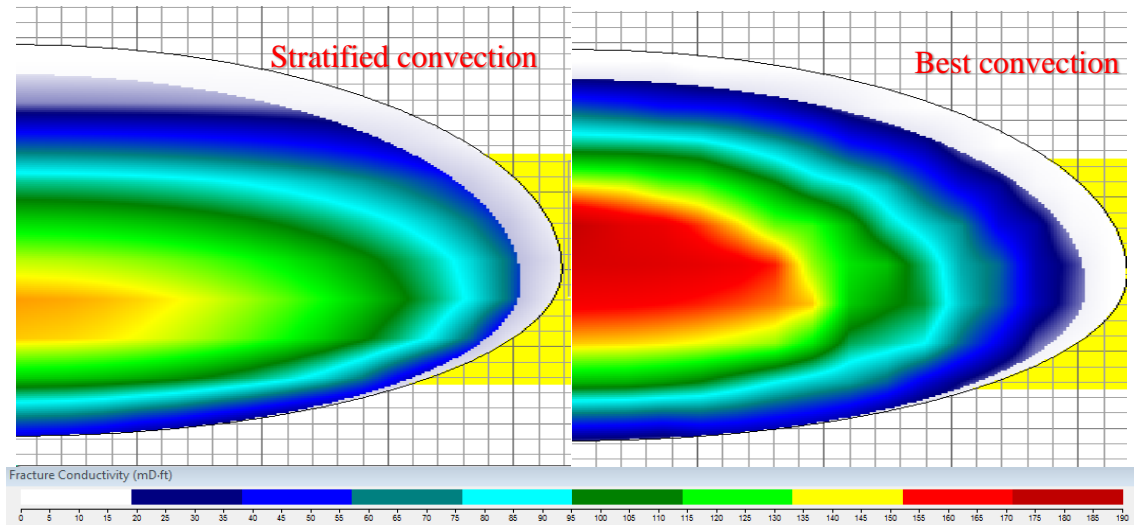 Stratified convection
Best convection
Fracture Conductivity (mD·ft)
0 5 10 15 20 25 30 35 40 45 50 55 60 65 70 75 80 85 90 95 100 105 110 115 120 125 130 135 140 145 150 155 160 165 170 175 180 185 190